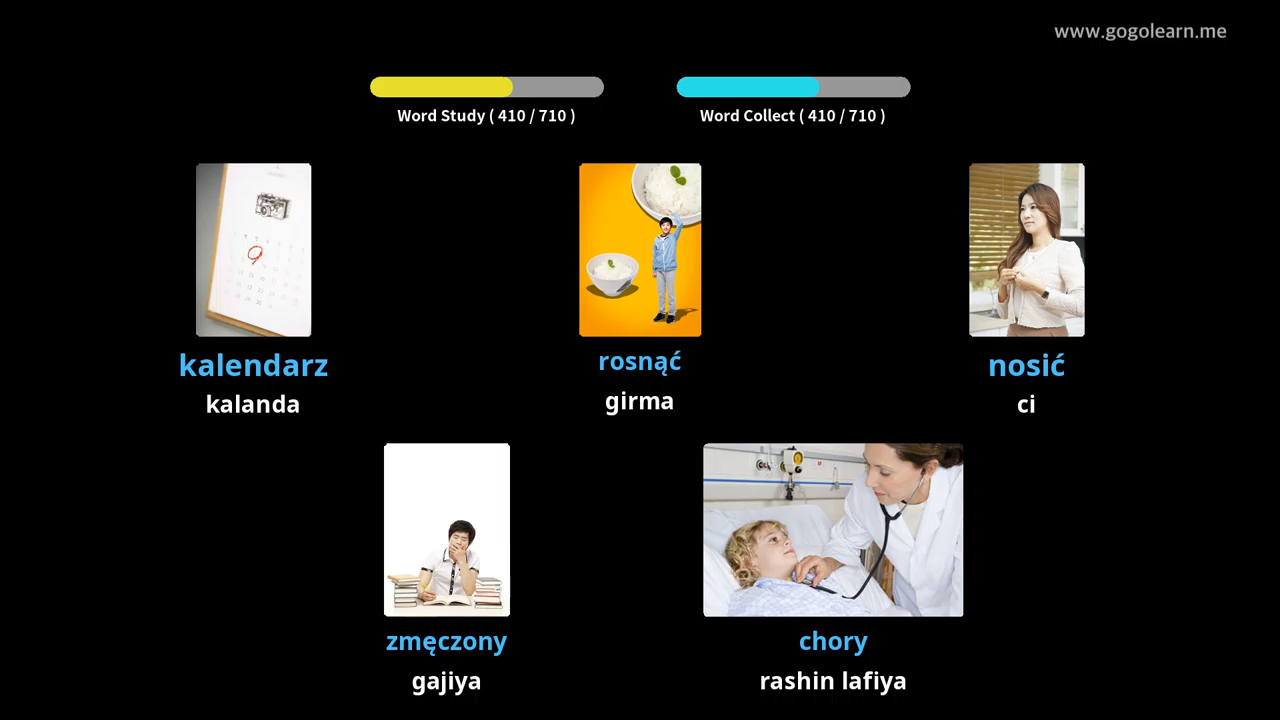 www.gogolearn.me
Word Study ( 410 / 710 )
Word Collect ( 410 / 710 )
kalendarz
kalanda
rosnąć
girma
nosić
ci
zmęczony
gajiya
chory
rashin lafiya